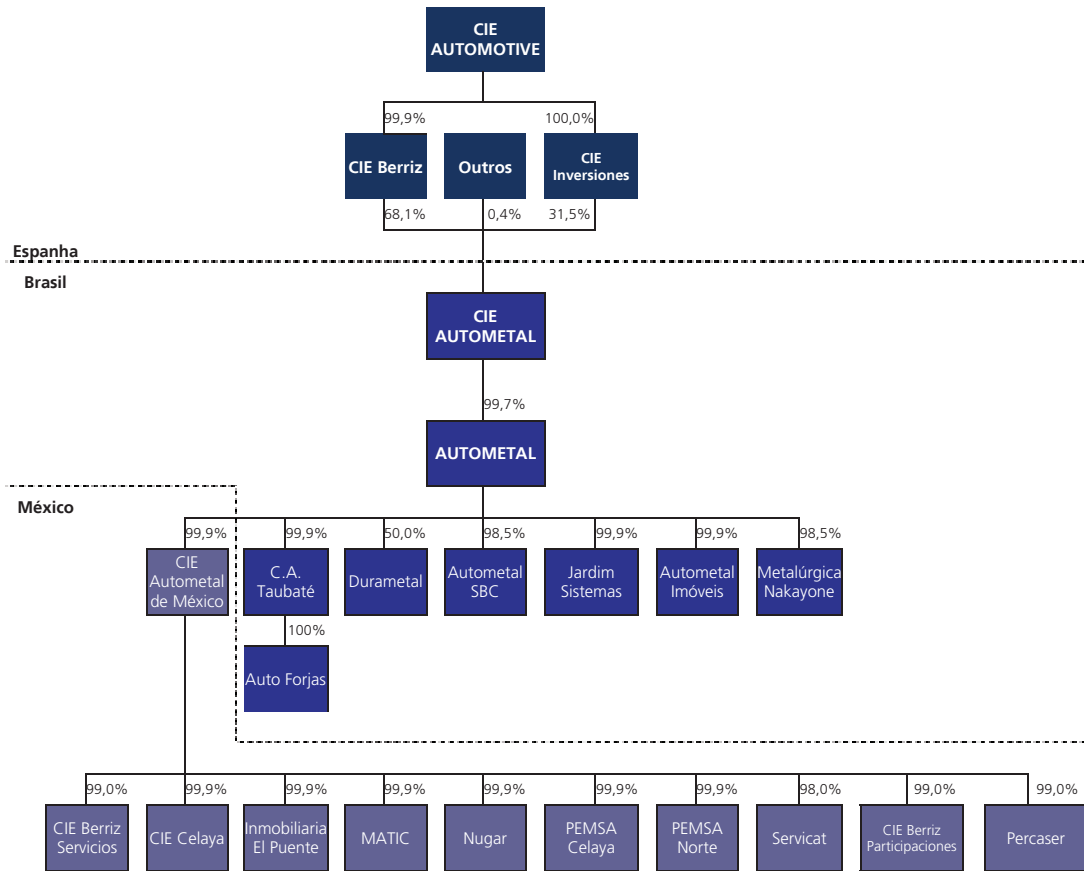 CIE
AUTOMOTIVE
99,9%
100,0%
CIE Berriz
Outros
CIE
Inversiones
68,1%
0,4%
31,5%
Espanha
Brasil
CIE
AUTOMETAL
99,7%
AUTOMETAL
México
99,9%
99,9%
50,0%
98,5%
99,9%
99,9%
98,5%
CIE
Autometal
de México
C.A.
Taubaté
Durametal
Autometal
SBC
Jardim
Sistemas
Autometal
Imóveis
Metalúrgica
Nakayone
100%
Auto Forjas
99,0%
99,9%
99,9%
99,9%
99,9%
99,9%
99,9%
98,0%
99,0%
99,0%
CIE Berriz
Servicios
CIE Celaya
Inmobiliaria
El Puente
MATIC
Nugar
PEMSA
Celaya
PEMSA
Norte
Servicat
CIE Berriz
Participaciones
Percaser